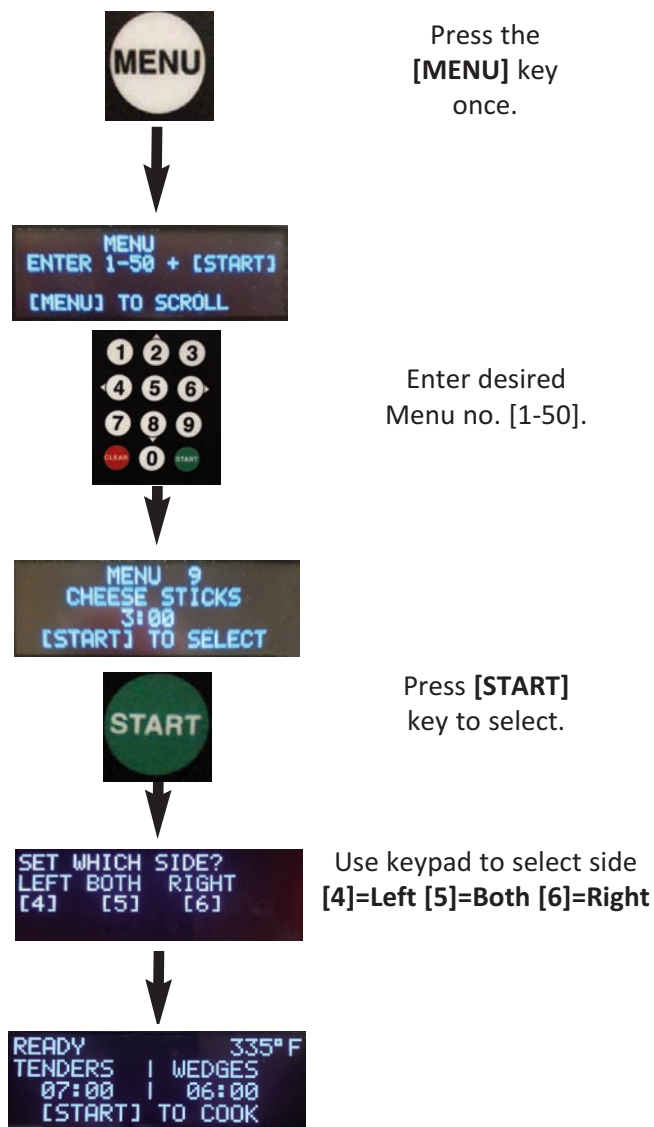 MENU
Press the
[MENU] key
once.
MENU
ENTER 1-50 + [START]
[MENU] TO SCROLL
1 2 3
4 5 6
7 8 9
CLEAR 0 START
Enter desired
Menu no. [1-50].
MENU 9
CHEESE STICKS
3:00
[START] TO SELECT
START
Press [START]
key to select.
SET WHICH SIDE?
LEFT BOTH RIGHT
[4] [5] [6]
Use keypad to select side
[4]=Left [5]=Both [6]=Right
READY 335°F
TENDERS | WEDGES
07:00 | 06:00
[START] TO COOK